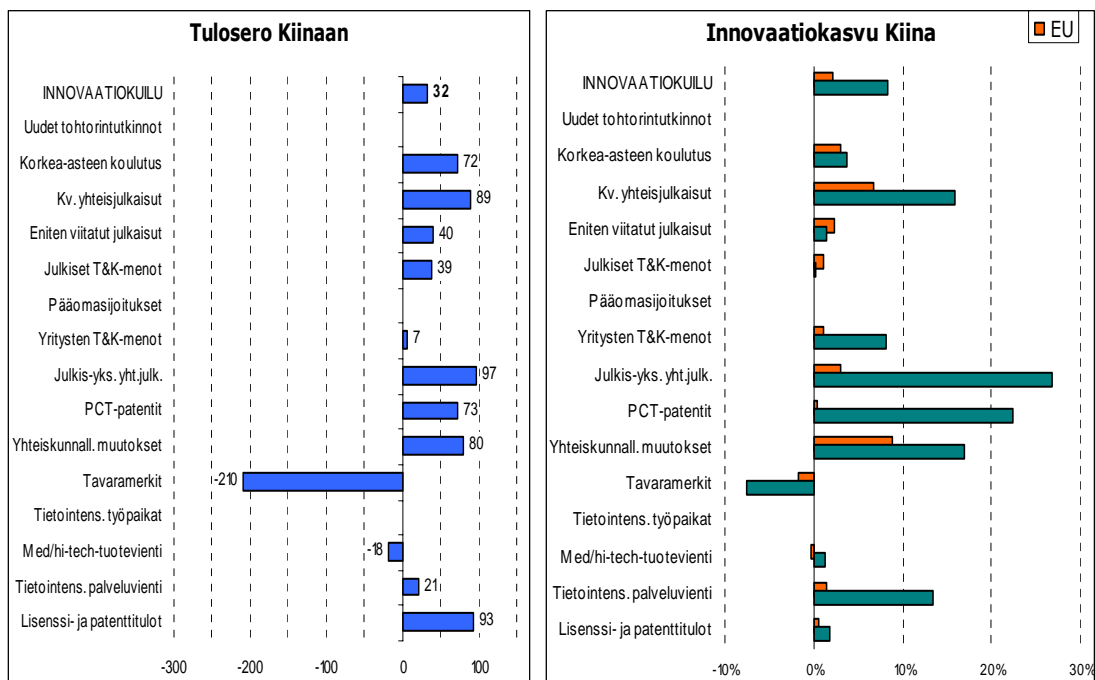 Tulosero Kiinaan
INNOVAATIOKUILU 32
Uudet tohtorintutkinnot
Korkea-asteen koulutus 72
Kv. yhteisjulkaisut 89
Eniten viitatut julkaisut 40
Julkiset T&K-menot 39
Pääomasijoitukset
Yritysten T&K-menot 7
Julkis-yks. yht.julk. 97
PCT-patentit 73
Yhteiskunnall. muutokset 80
Tavaramerkit -210
Tietointens. työpaikat
Med/hi-tech-tuotevienti -18
Tietointens. palveluvienti 21
Lisenssi- ja patenttitulot 93
-300 -200 -100 0 100
Innovaatiokasvu Kiina
EU
INNOVAATIOKUILU
Uudet tohtorintutkinnot
Korkea-asteen koulutus
Kv. yhteisjulkaisut
Eniten viitatut julkaisut
Julkiset T&K-menot
Pääomasijoitukset
Yritysten T&K-menot
Julkis-yks. yht.julk.
PCT-patentit
Yhteiskunnall. muutokset
Tavaramerkit
Tietointens. työpaikat
Med/hi-tech-tuotevienti
Tietointens. palveluvienti
Lisenssi- ja patenttitulot
-10% 0% 10% 20% 30%